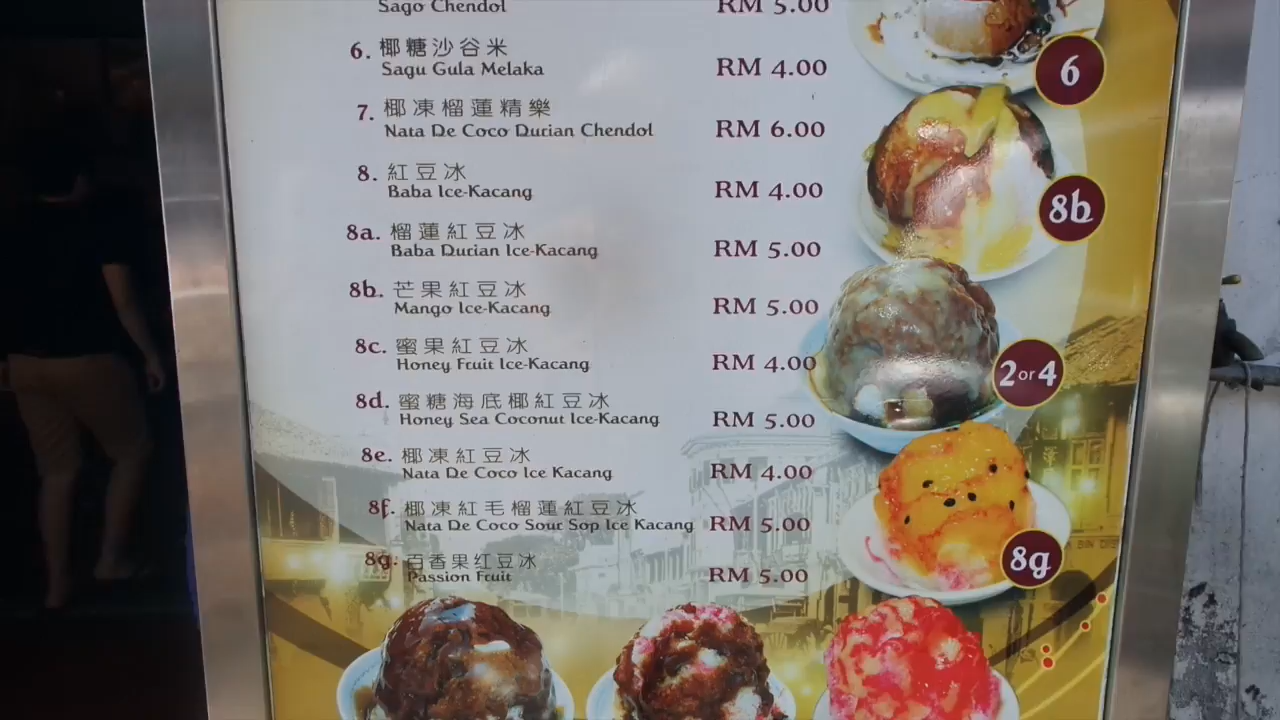 Sago Chendol RM 5.00
6. 椰糖沙谷米
Sagu Gula Melaka RM 4.00
7. 椰凍榴蓮精樂
Nata De Coco Durian Chendol RM 6.00
8. 紅豆冰
Baba Ice-Kacang RM 4.00
8a. 榴蓮紅豆冰
Baba Durian Ice-Kacang RM 5.00
8b. 芒果紅豆冰
Mango Ice-Kacang RM 5.00
8c. 蜜果紅豆冰
Honey Fruit Ice-Kacang RM 4.00
8d. 蜜糖海底椰紅豆冰
Honey Sea Coconut Ice-Kacang RM 5.00
8e. 椰凍紅豆冰
Nata De Coco Ice Kacang RM 4.00
8f. 椰凍紅毛榴蓮紅豆冰
Nata De Coco Sour Sop Ice Kacang RM 5.00
8g. 百香果红豆冰
Passion Fruit RM 5.00
6
8b
2 or 4
8g